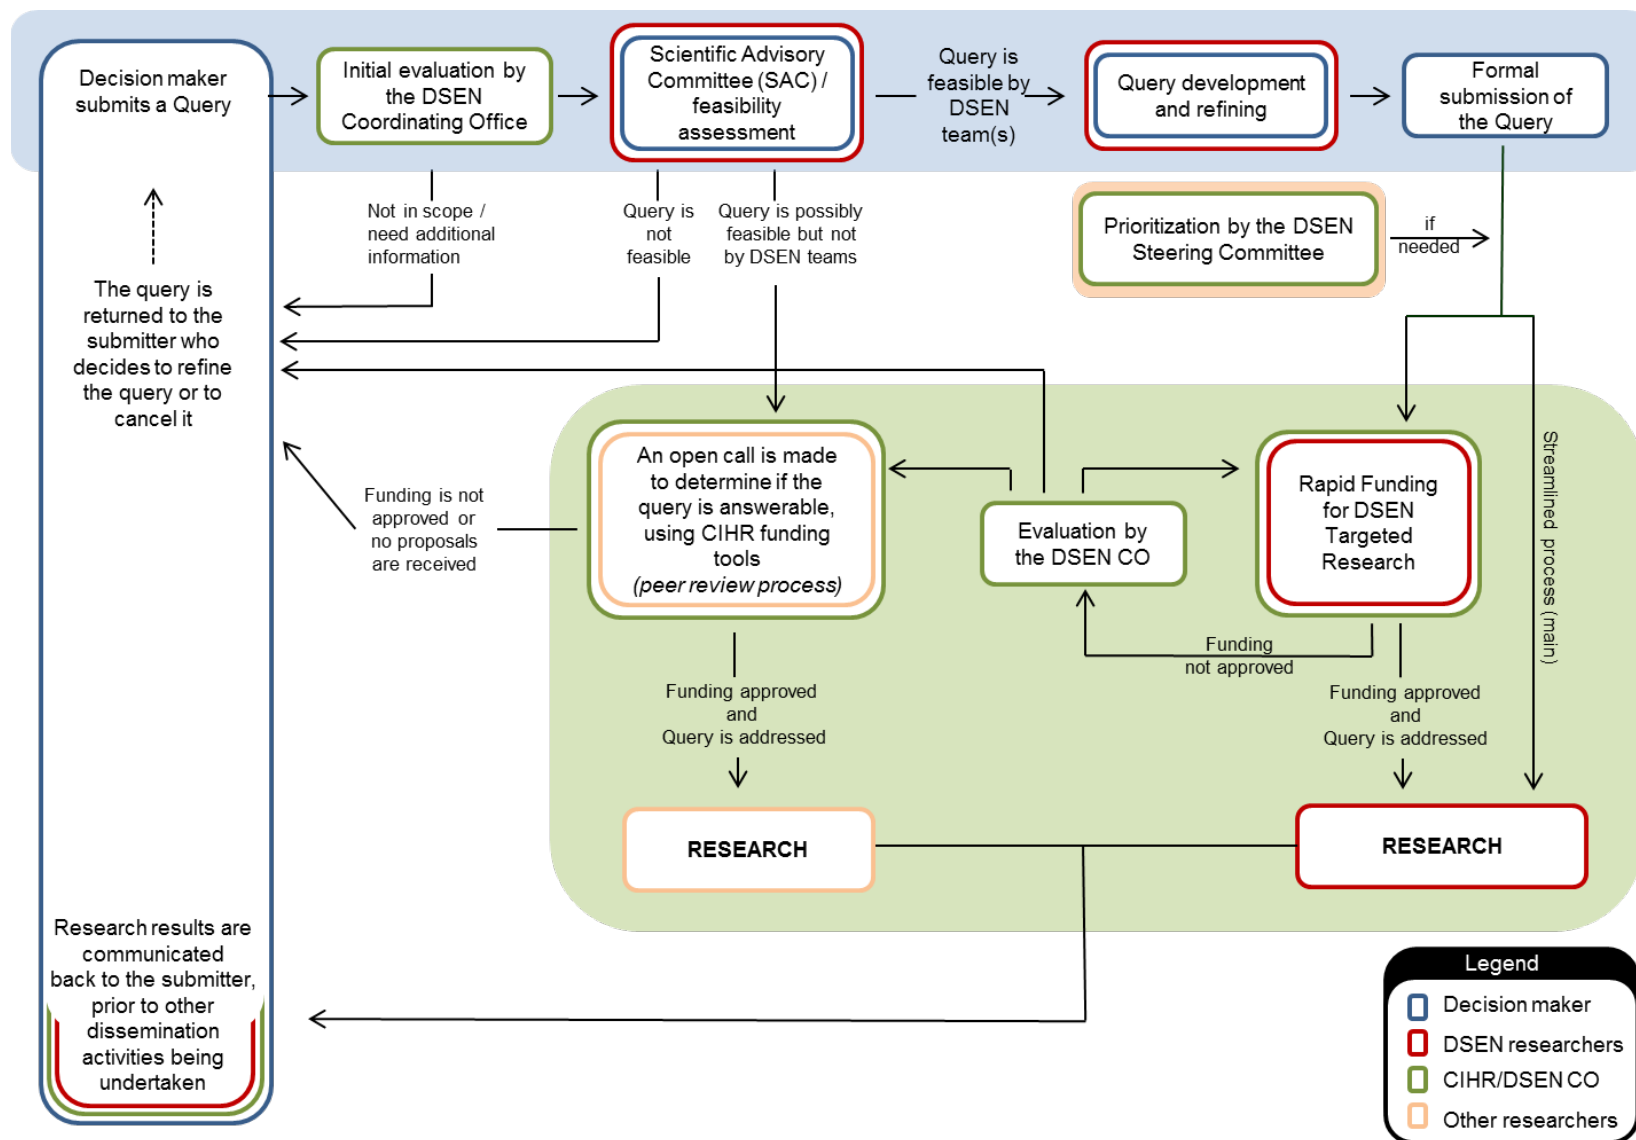 Decision maker
submits a Query
Initial evaluation by
the DSEN
Coordinating Office
Scientific Advisory
Committee (SAC) /
feasibility
assessment
Query is
feasible by
DSEN
team(s)
Query development
and refining
Formal
submission of
the Query
Not in scope /
need additional
information
Query is
not
feasible
Query is possibly
feasible but not
by DSEN teams
Prioritization by the DSEN
Steering Committee
if
needed
The query is
returned to the
submitter who
decides to refine
the query or to
cancel it
Funding is not
approved or
no proposals
are received
An open call is made
to determine if the
query is answerable,
using CIHR funding
tools
(peer review process)
Evaluation by
the DSEN CO
Rapid Funding
for DSEN
Targeted
Research
Streamlined process (main)
Funding
not approved
Funding approved
and
Query is addressed
Funding approved
and
Query is addressed
RESEARCH
RESEARCH
Research results are
communicated
back to the submitter,
prior to other
dissemination
activities being
undertaken
Legend
Decision maker
DSEN researchers
CIHR/DSEN CO
Other researchers